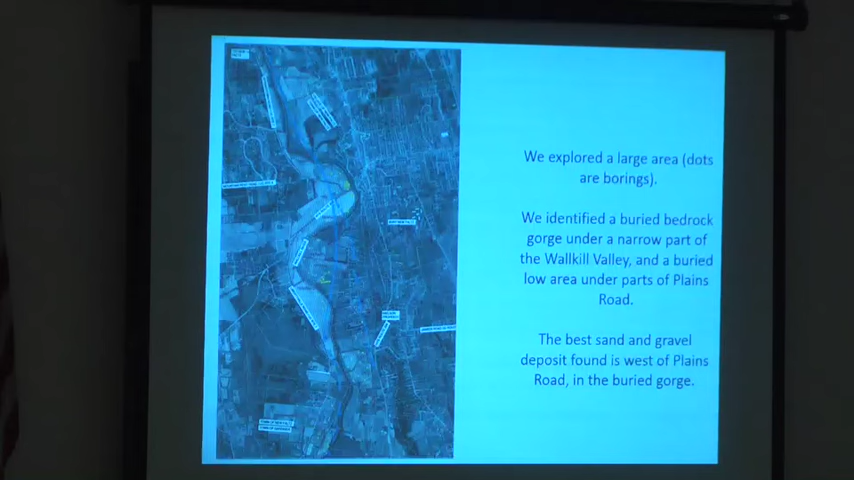 We explored a large area (dots
are borings).
We identified a buried bedrock
gorge under a narrow part of
the Wallkill Valley, and a buried
low area under parts of Plains
Road.
The best sand and gravel
deposit found is west of Plains
Road, in the buried gorge.